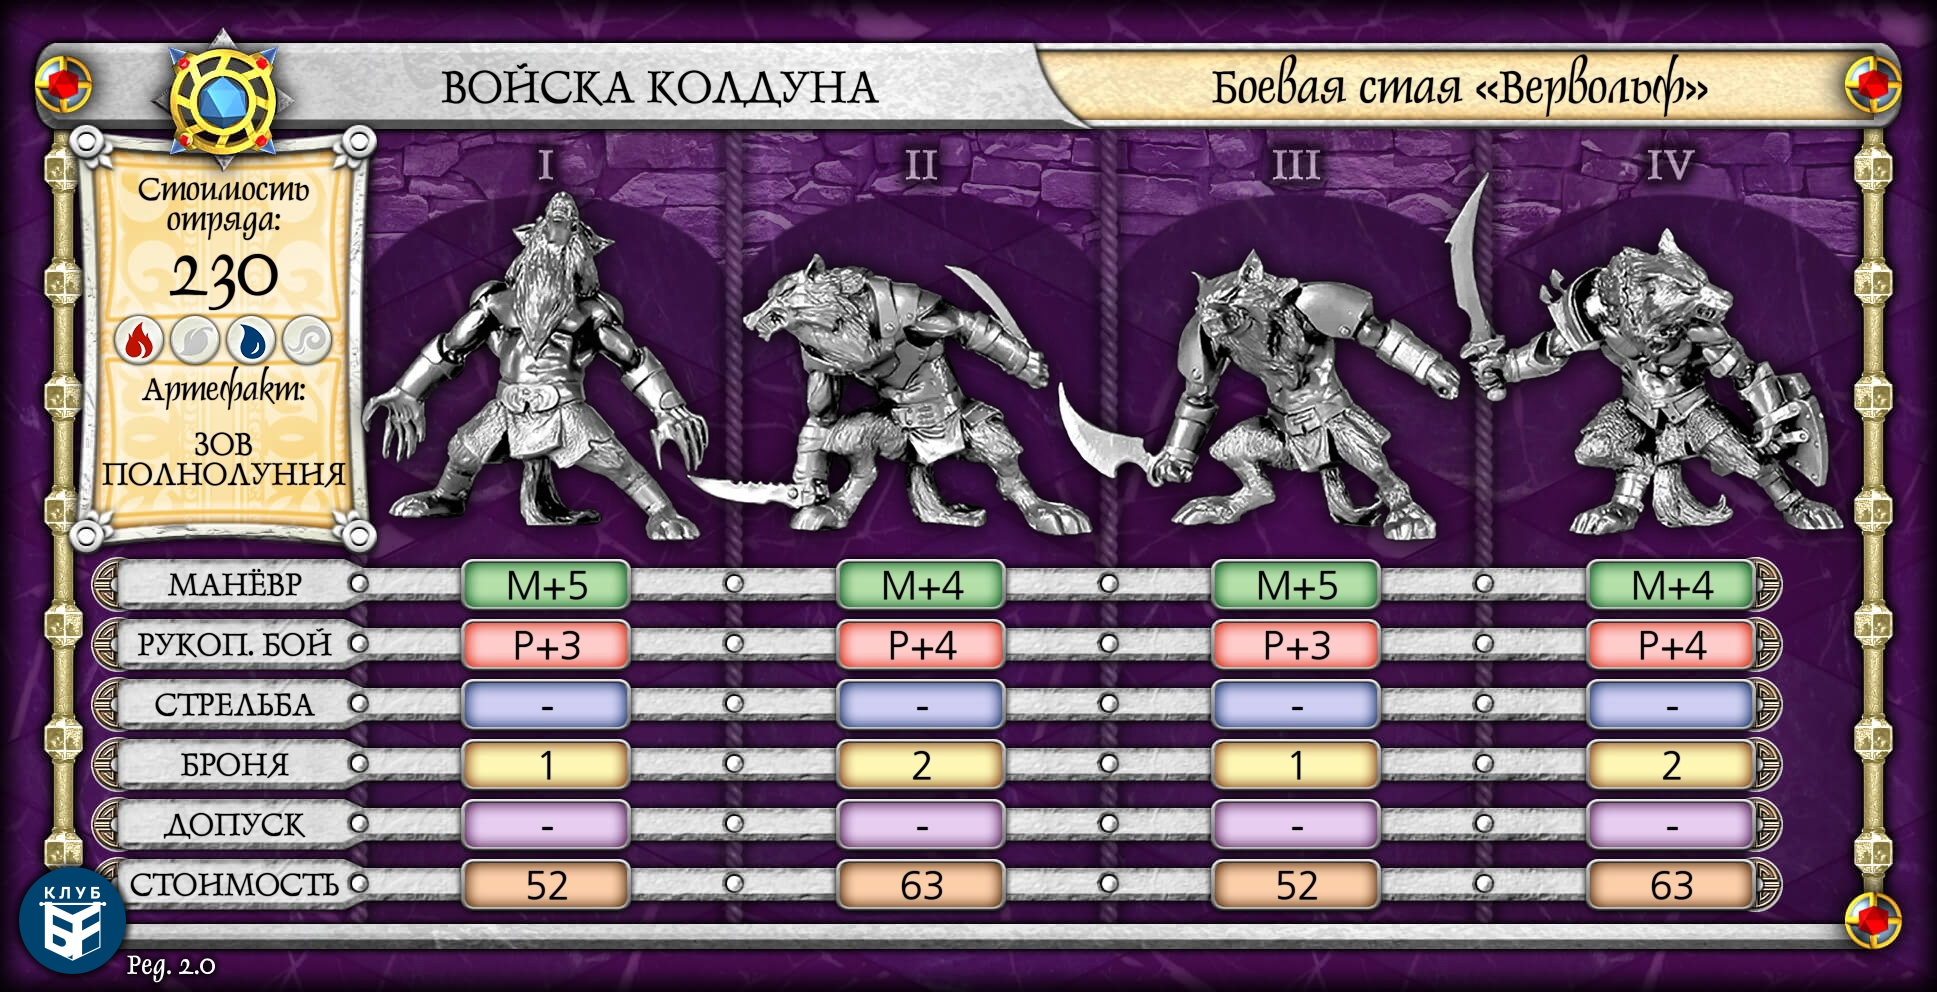 ВОЙСКА КОЛДУНА
Боевая стая «Вервольф»
Стоимость
отряда:
230
Артефакт:
ЗОВ
ПОЛНОЛУНИЯ
I II III IV
МАНЁВР M+5 M+4 M+5 M+4
РУКОП. БОЙ Р+3 Р+4 Р+3 Р+4
СТРЕЛЬБА - - - -
БРОНЯ 1 2 1 2
ДОПУСК - - - -
СТОИМОСТЬ 52 63 52 63
КЛУБ
БФ
Ред. 2.0